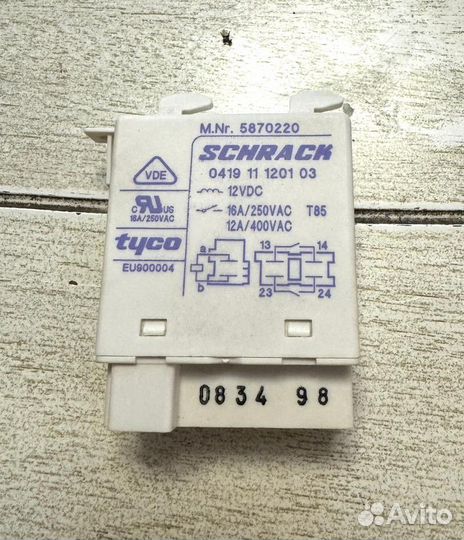 M.Nr. 5870220
SCHRACK
VDE
0419 11 1201 03
12VDC
c RU US
16A/250VAC
16A/250VAC T85
12A/400VAC
tyco
EU900004
a
b
13 14
23 24
0834 98
Avito